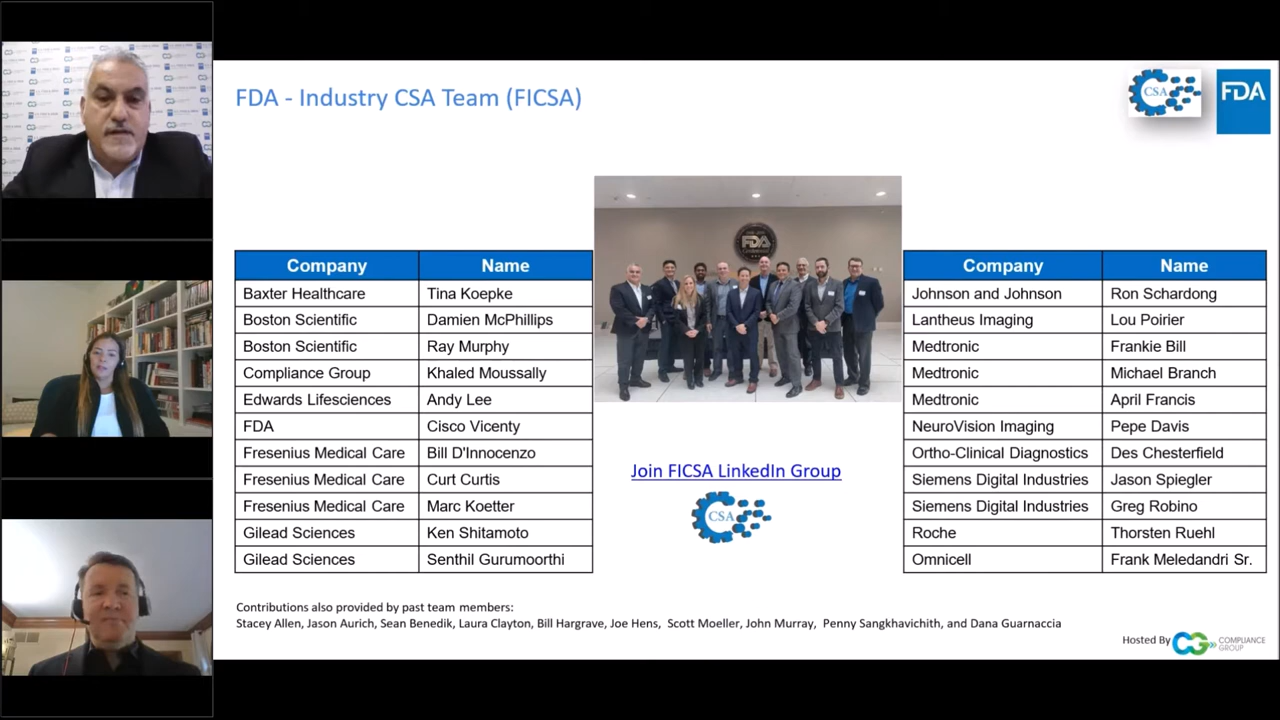 FDA - Industry CSA Team (FICSA)
CSA
FDA
Company Name
Baxter Healthcare Tina Koepke
Boston Scientific Damien McPhillips
Boston Scientific Ray Murphy
Compliance Group Khaled Moussally
Edwards Lifesciences Andy Lee
FDA Cisco Vicenty
Fresenius Medical Care Bill D'Innocenzo
Fresenius Medical Care Curt Curtis
Fresenius Medical Care Marc Koetter
Gilead Sciences Ken Shitamoto
Gilead Sciences Senthil Gurumoorthi
FDA
Join FICSA LinkedIn Group
CSA
Company Name
Johnson and Johnson Ron Schardong
Lantheus Imaging Lou Poirier
Medtronic Frankie Bill
Medtronic Michael Branch
Medtronic April Francis
NeuroVision Imaging Pepe Davis
Ortho-Clinical Diagnostics Des Chesterfield
Siemens Digital Industries Jason Spiegler
Siemens Digital Industries Greg Robino
Roche Thorsten Ruehl
Omnicell Frank Meledandri Sr.
Contributions also provided by past team members:
Stacey Allen, Jason Aurich, Sean Benedik, Laura Clayton, Bill Hargrave, Joe Hens, Scott Moeller, John Murray, Penny Sangkhavichith, and Dana Guarnaccia
Hosted By CG COMPLIANCE
GROUP